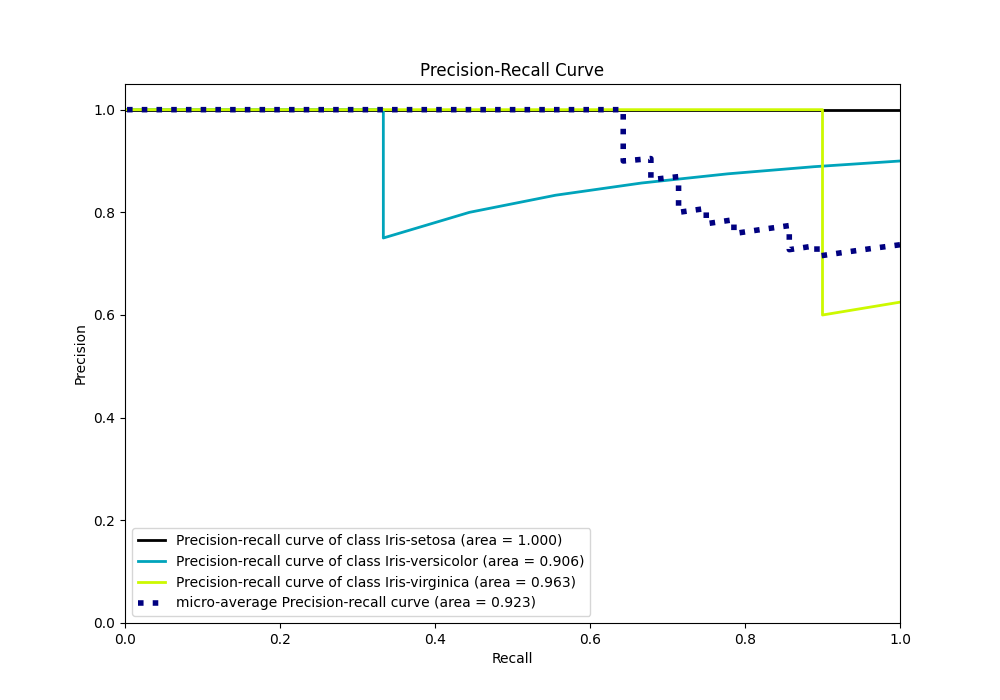 Precision-Recall Curve
1.0
0.8
0.6
0.4
0.2
0.0
Precision
Precision-recall curve of class Iris-setosa (area = 1.000)
Precision-recall curve of class Iris-versicolor (area = 0.906)
Precision-recall curve of class Iris-virginica (area = 0.963)
micro-average Precision-recall curve (area = 0.923)
0.0 0.2 0.4 0.6 0.8 1.0
Recall